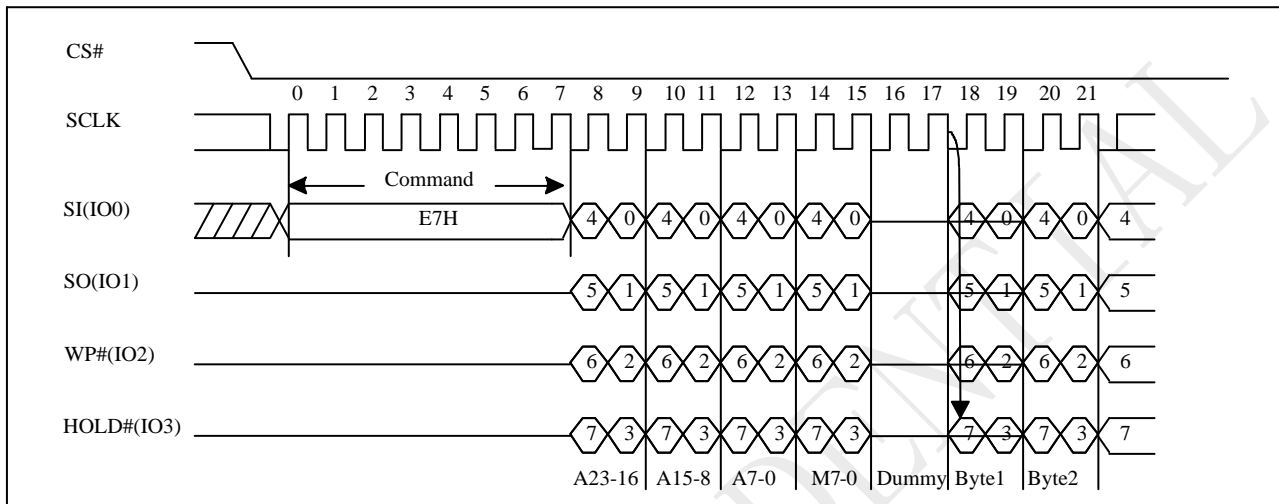 CS#
0 1 2 3 4 5 6 7 8 9 10 11 12 13 14 15 16 17 18 19 20 21
SCLK
Command
SI(IO0) E7H 4 0 4 0 4 0 4 0 4 0 4 0 4
SO(IO1) 5 1 5 1 5 1 5 1 5 1 5 1 5
WP#(IO2) 6 2 6 2 6 2 6 2 6 2 6 2 6
HOLD#(IO3) 7 3 7 3 7 3 7 3 7 3 7 3 7
A23-16 A15-8 A7-0 M7-0 Dummy Byte1 Byte2
DENTIAL